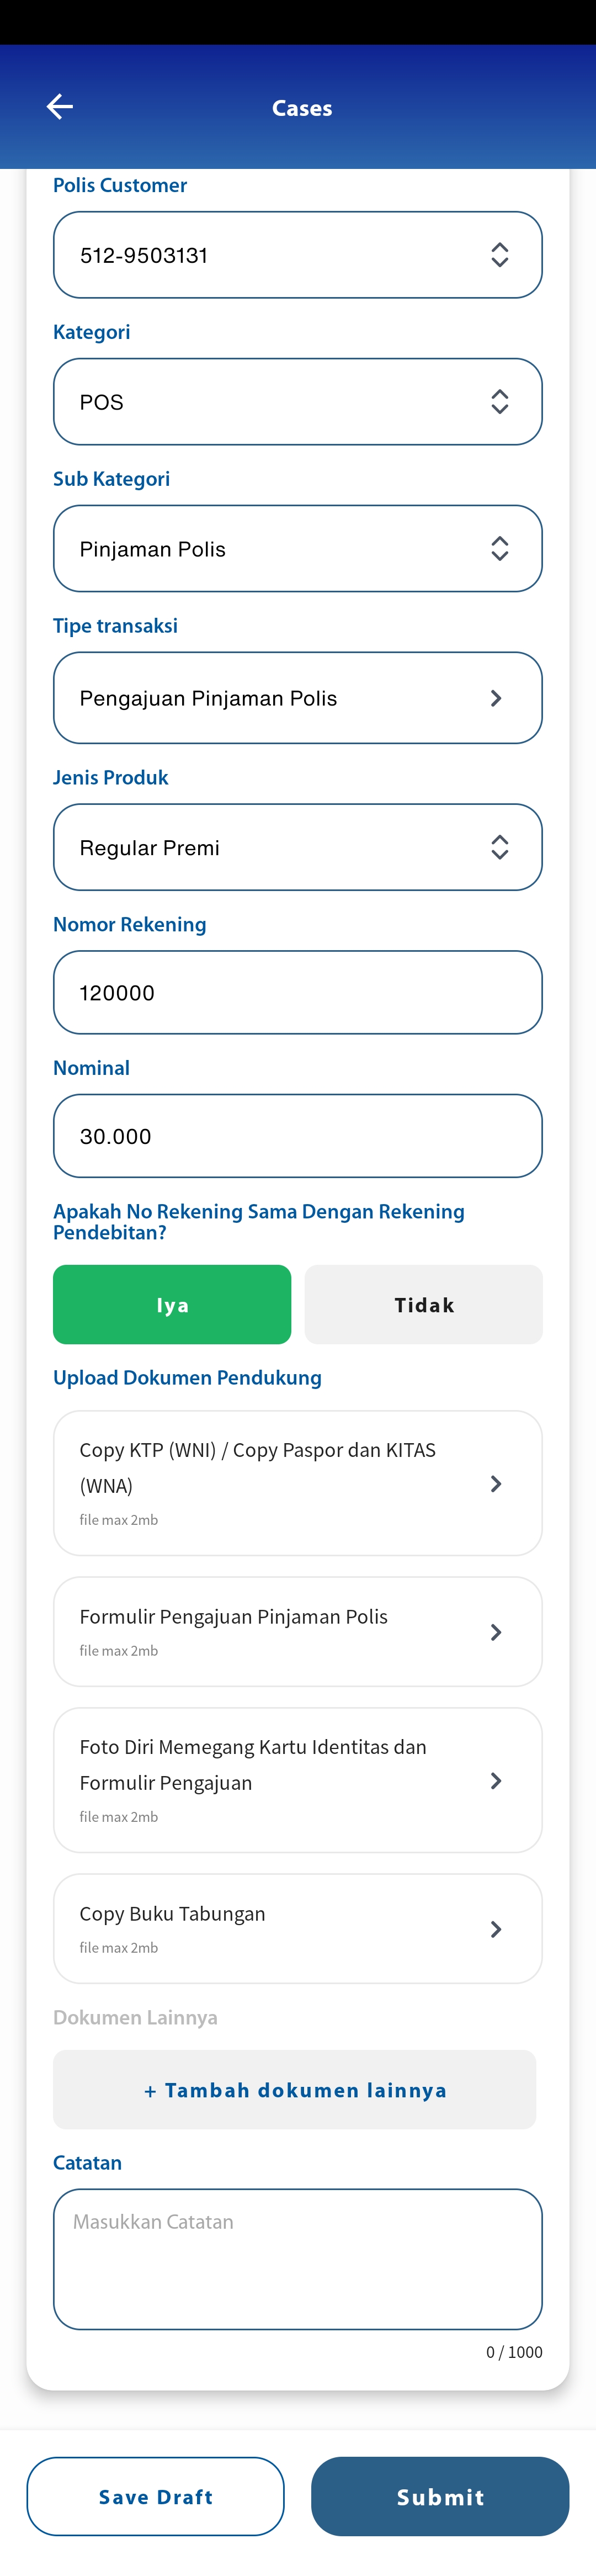 Cases
Polis Customer
512-9503131
Kategori
POS
Sub Kategori
Pinjaman Polis
Tipe transaksi
Pengajuan Pinjaman Polis
Jenis Produk
Regular Premi
Nomor Rekening
120000
Nominal
30.000
Apakah No Rekening Sama Dengan Rekening
Pendebitan?
Iya
Tidak
Upload Dokumen Pendukung
Copy KTP (WNI) / Copy Paspor dan KITAS
(WNA)
file max 2mb
Formulir Pengajuan Pinjaman Polis
file max 2mb
Foto Diri Memegang Kartu Identitas dan
Formulir Pengajuan
file max 2mb
Copy Buku Tabungan
file max 2mb
Dokumen Lainnya
+ Tambah dokumen lainnya
Catatan
Masukkan Catatan
0 / 1000
Save Draft
Submit